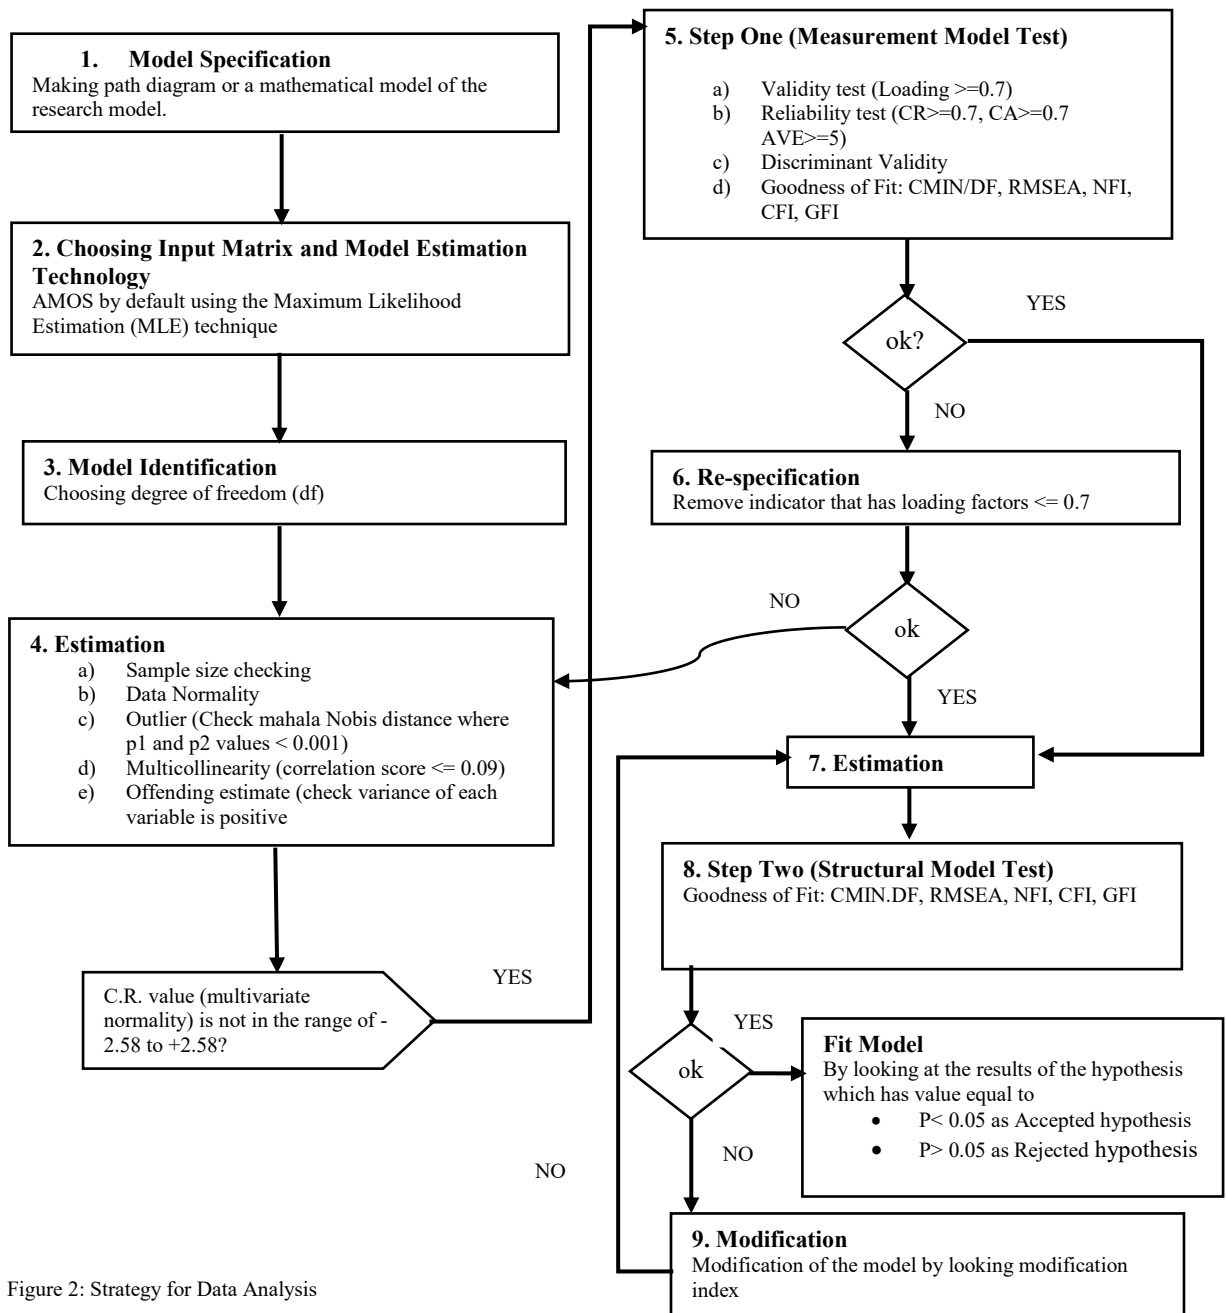 1. Model Specification
Making path diagram or a mathematical model of the
research model.
2. Choosing Input Matrix and Model Estimation
Technology
AMOS by default using the Maximum Likelihood
Estimation (MLE) technique
3. Model Identification
Choosing degree of freedom (df)
4. Estimation
a) Sample size checking
b) Data Normality
c) Outlier (Check mahala Nobis distance where
p1 and p2 values < 0.001)
d) Multicollinearity (correlation score <= 0.09)
e) Offending estimate (check variance of each
variable is positive
C.R. value (multivariate
normality) is not in the range of -
2.58 to +2.58?
YES
5. Step One (Measurement Model Test)
a) Validity test (Loading >=0.7)
b) Reliability test (CR>=0.7, CA>=0.7
AVE>=5)
c) Discriminant Validity
d) Goodness of Fit: CMIN/DF, RMSEA, NFI,
CFI, GFI
YES
ok?
NO
6. Re-specification
Remove indicator that has loading factors <= 0.7
NO
ok
YES
7. Estimation
8. Step Two (Structural Model Test)
Goodness of Fit: CMIN.DF, RMSEA, NFI, CFI, GFI
YES
ok
Fit Model
By looking at the results of the hypothesis
which has value equal to
• P< 0.05 as Accepted hypothesis
• P> 0.05 as Rejected hypothesis
NO
NO
9. Modification
Modification of the model by looking modification
index
Figure 2: Strategy for Data Analysis